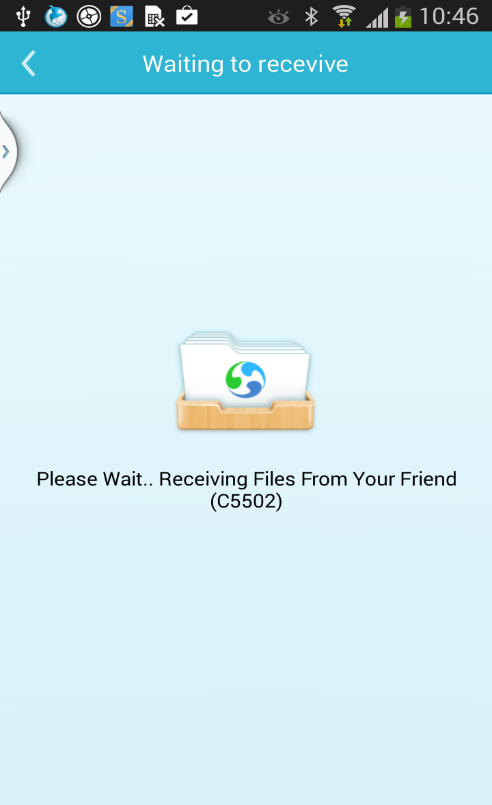 10:46
Waiting to recevive
Please Wait.. Receiving Files From Your Friend
(C5502)